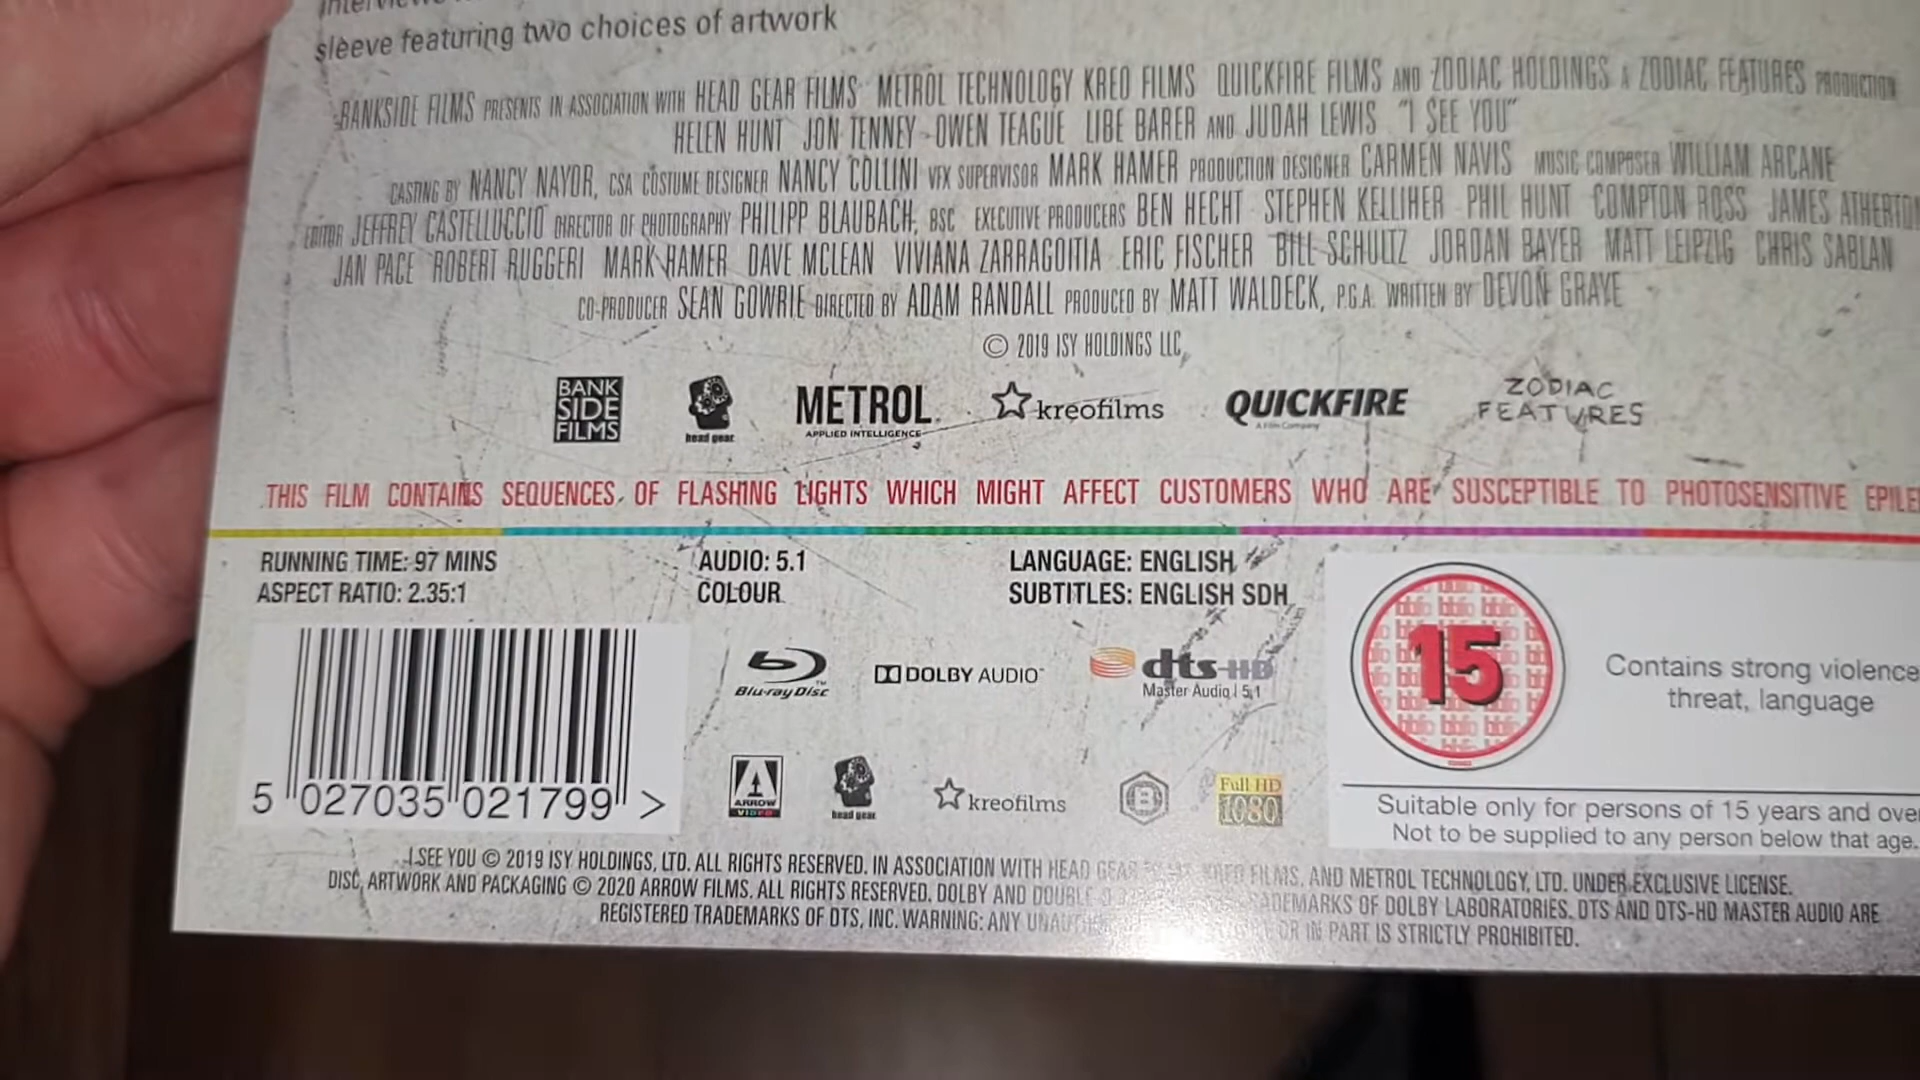 sleeve featuring two choices of artwork
BANKSIDE FILMS PRESENTS IN ASSOCIATION WITH HEAD GEAR FILMS METROL TECHNOLOGY KREO FILMS QUICKFIRE FILMS AND ZODIAC HOLDINGS A ZODIAC FEATURES PRODUCTION
HELEN HUNT JON TENNEY OWEN TEAGUE LIBE BARER AND JUDAH LEWIS "I SEE YOU"
CASTING BY NANCY NAYOR, CSA COSTUME DESIGNER NANCY COLLINI VFX SUPERVISOR MARK HAMER PRODUCTION DESIGNER CARMEN NAVIS MUSIC COMPOSER WILLIAM ARCANE
EDITOR JEFFREY CASTELLUCCIO DIRECTOR OF PHOTOGRAPHY PHILIPP BLAUBACH, BSC EXECUTIVE PRODUCERS BEN HECHT STEPHEN KELLIHER PHIL HUNT COMPTON ROSS JAMES ATHERTO
JAN PACE ROBERT RUGGERI MARK HAMER DAVE MCLEAN VIVIANA ZARRAGOITIA ERIC FISCHER BILL SCHULTZ JORDAN BAYER MATT LEIPZIG CHRIS SABLAN
CO-PRODUCER SEAN GOWRIE DIRECTED BY ADAM RANDALL PRODUCED BY MATT WALDECK, P.G.A. WRITTEN BY DEVON GRAYE
© 2019 ISY HOLDINGS LLC,
BANK
SIDE
FILMS
head gear
METROL
APPLIED INTELLIGENCE
kreofilms
QUICKFIRE
A Film Company
ZODIAC
FEATURES
THIS FILM CONTAINS SEQUENCES OF FLASHING LIGHTS WHICH MIGHT AFFECT CUSTOMERS WHO ARE SUSCEPTIBLE TO PHOTOSENSITIVE EPILE
RUNNING TIME: 97 MINS
ASPECT RATIO: 2.35:1
AUDIO: 5.1
COLOUR
LANGUAGE: ENGLISH
SUBTITLES: ENGLISH SDH
5 027035 021799 >
Blu-ray Disc
DOLBY AUDIO
dts-HD
Master Audio | 5.1
15
Contains strong violence
threat, language
Suitable only for persons of 15 years and over
Not to be supplied to any person below that age.
A
ARROW
VIDEO
head gear
kreofilms
B
Full HD
1080
I SEE YOU © 2019 ISY HOLDINGS, LTD. ALL RIGHTS RESERVED. IN ASSOCIATION WITH HEAD GEAR FILMS, AND METROL TECHNOLOGY, LTD. UNDER EXCLUSIVE LICENSE.
DISC, ARTWORK AND PACKAGING © 2020 ARROW FILMS. ALL RIGHTS RESERVED. DOLBY AND DOUBLE OF DOLBY LABORATORIES. DTS AND DTS-HD MASTER AUDIO ARE
REGISTERED TRADEMARKS OF DTS, INC. WARNING: ANY OR IN PART IS STRICTLY PROHIBITED.